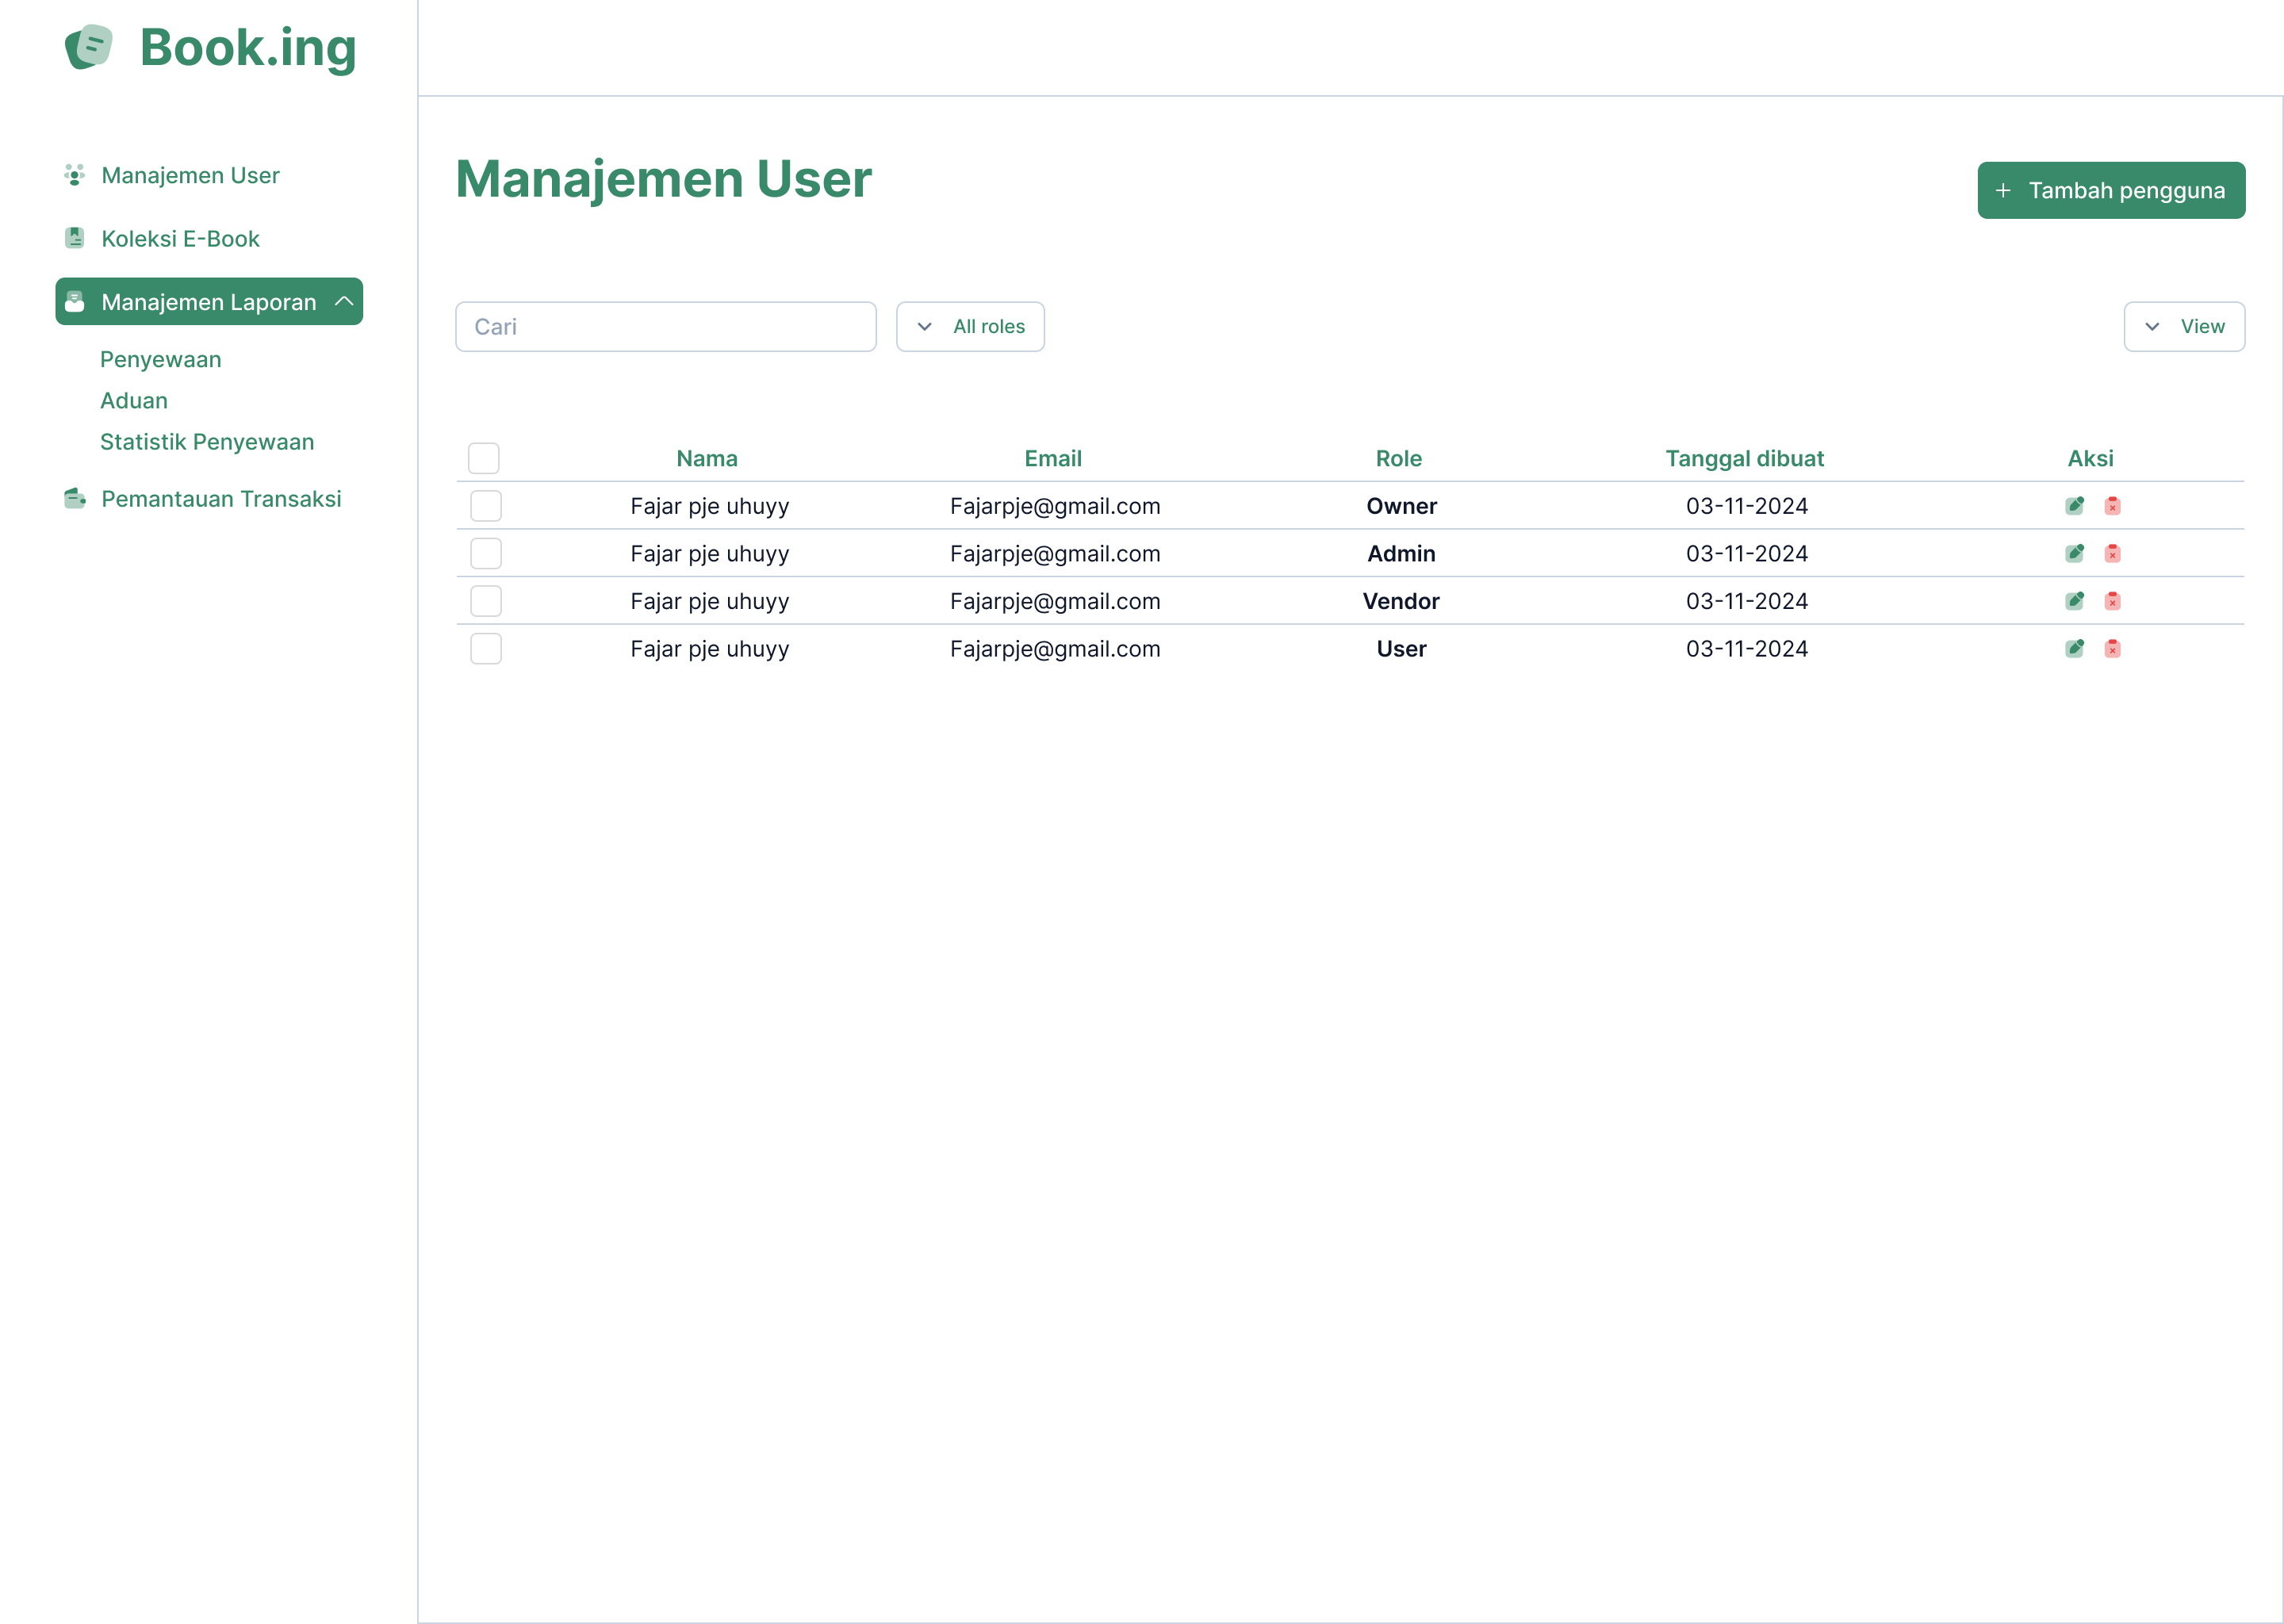 Book.ing
Manajemen User
Koleksi E-Book
Manajemen Laporan
Penyewaan
Aduan
Statistik Penyewaan
Pemantauan Transaksi
Manajemen User
+ Tambah pengguna
Cari
All roles
View
Nama Email Role Tanggal dibuat Aksi
Fajar pje uhuyy Fajarpje@gmail.com Owner 03-11-2024
Fajar pje uhuyy Fajarpje@gmail.com Admin 03-11-2024
Fajar pje uhuyy Fajarpje@gmail.com Vendor 03-11-2024
Fajar pje uhuyy Fajarpje@gmail.com User 03-11-2024